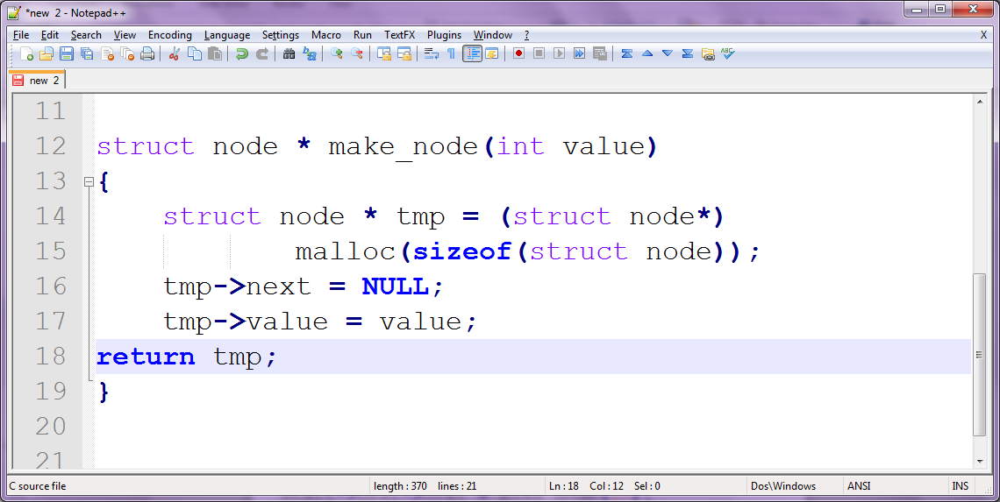 *new 2 - Notepad++
File Edit Search View Encoding Language Settings Macro Run TextFX Plugins Window ? X
new 2
11
12 struct node * make_node(int value)
13 {
14 struct node * tmp = (struct node*)
15 malloc(sizeof(struct node));
16 tmp->next = NULL;
17 tmp->value = value;
18 return tmp;
19 }
20
21
C source file length : 370 lines : 21 Ln : 18 Col : 12 Sel : 0 Dos\Windows ANSI INS